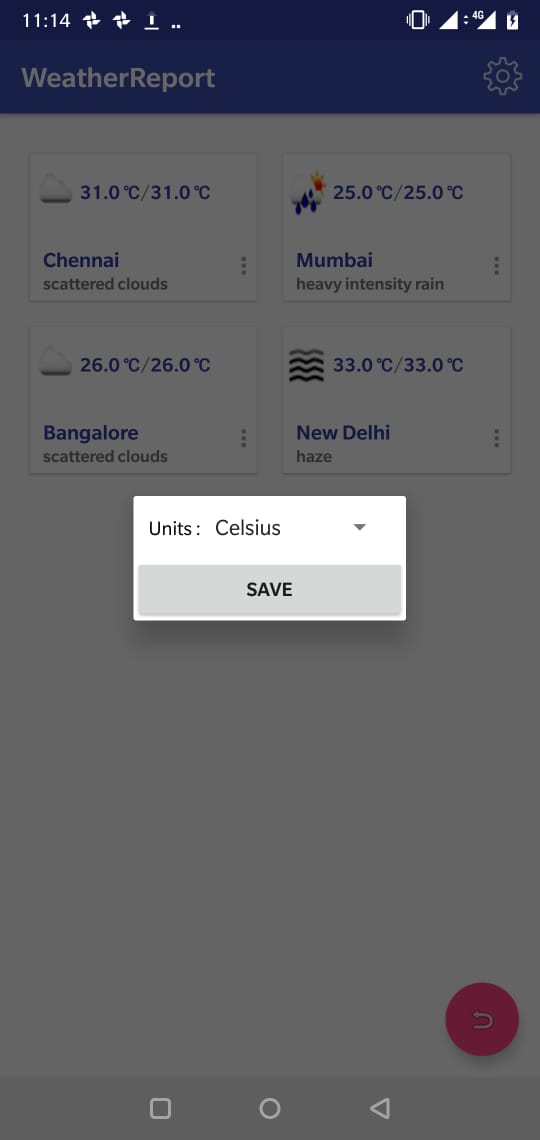 11:14
4G
WeatherReport
31.0 °C/31.0 °C
Chennai
scattered clouds
25.0 °C/25.0 °C
Mumbai
heavy intensity rain
26.0 °C/26.0 °C
Bangalore
scattered clouds
33.0 °C/33.0 °C
New Delhi
haze
Units : Celsius
SAVE